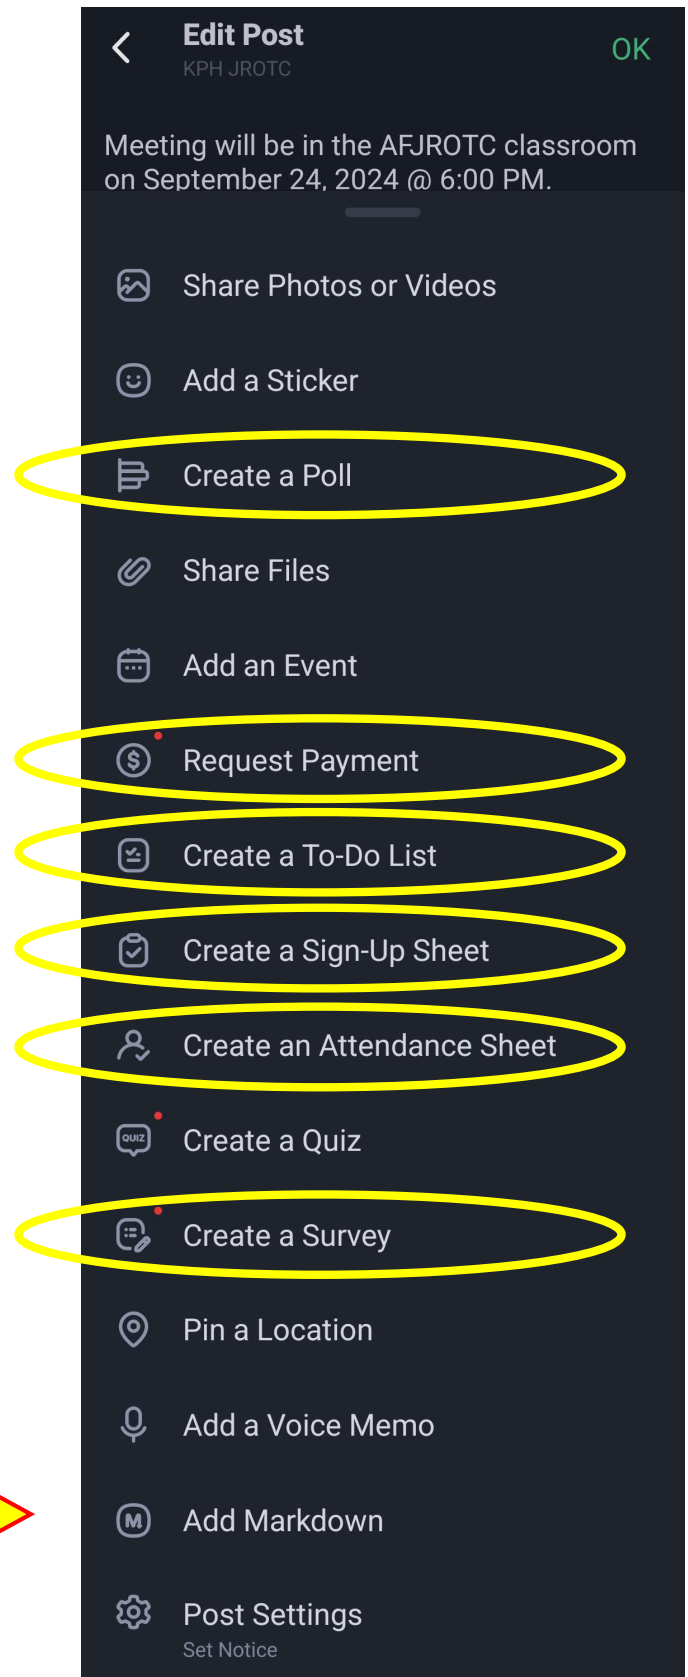 Edit Post
KPH JROTC
OK
Meeting will be in the AFJROTC classroom
on September 24, 2024 @ 6:00 PM.
Share Photos or Videos
Add a Sticker
Create a Poll
Share Files
Add an Event
$
Request Payment
Create a To-Do List
Create a Sign-Up Sheet
Create an Attendance Sheet
QUIZ
Create a Quiz
Create a Survey
Pin a Location
Add a Voice Memo
M
Add Markdown
Post Settings
Set Notice